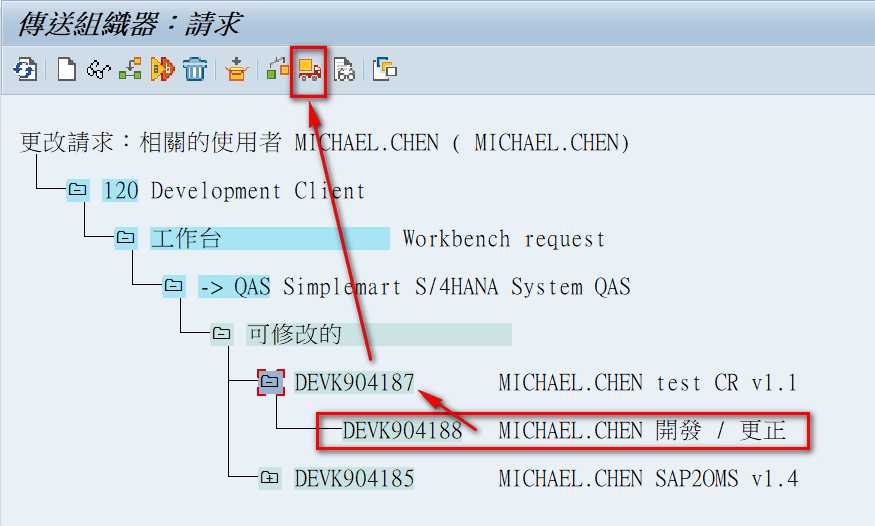 傳送組織器：請求
更改請求：相關的使用者 MICHAEL.CHEN ( MICHAEL.CHEN)
120 Development Client
工作台 Workbench request
-> QAS Simplemart S/4HANA System QAS
可修改的
DEVK904187 MICHAEL.CHEN test CR v1.1
DEVK904188 MICHAEL.CHEN 開發 / 更正
DEVK904185 MICHAEL.CHEN SAP2OMS v1.4